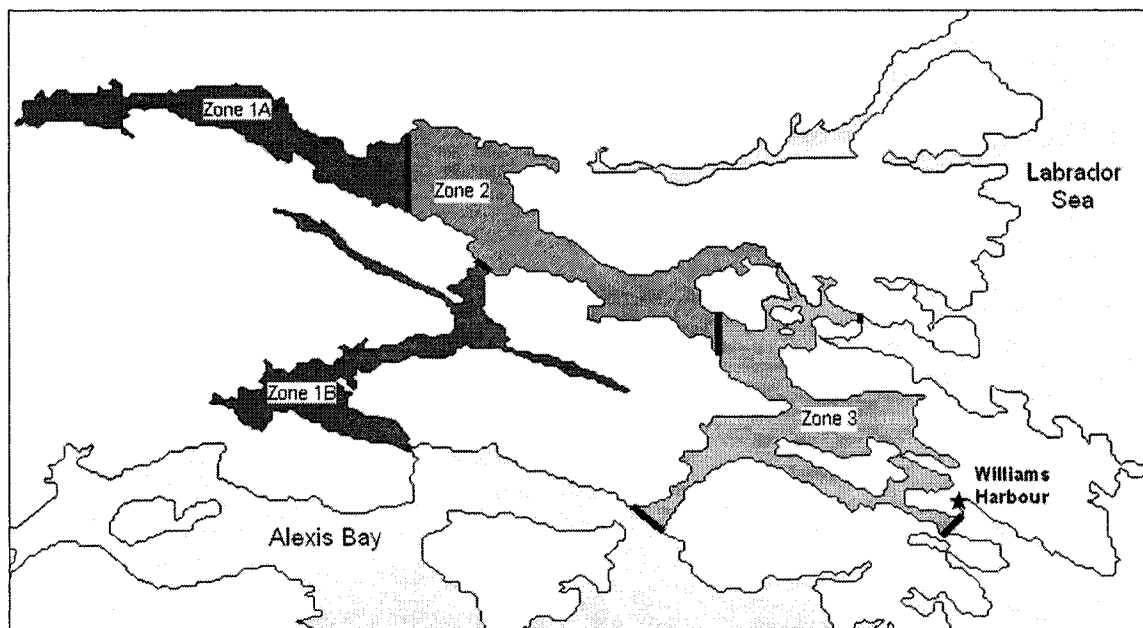 Zone 1A
Zone 2
Labrador
Sea
Zone 1B
Zone 3
Williams
Harbour
Alexis Bay